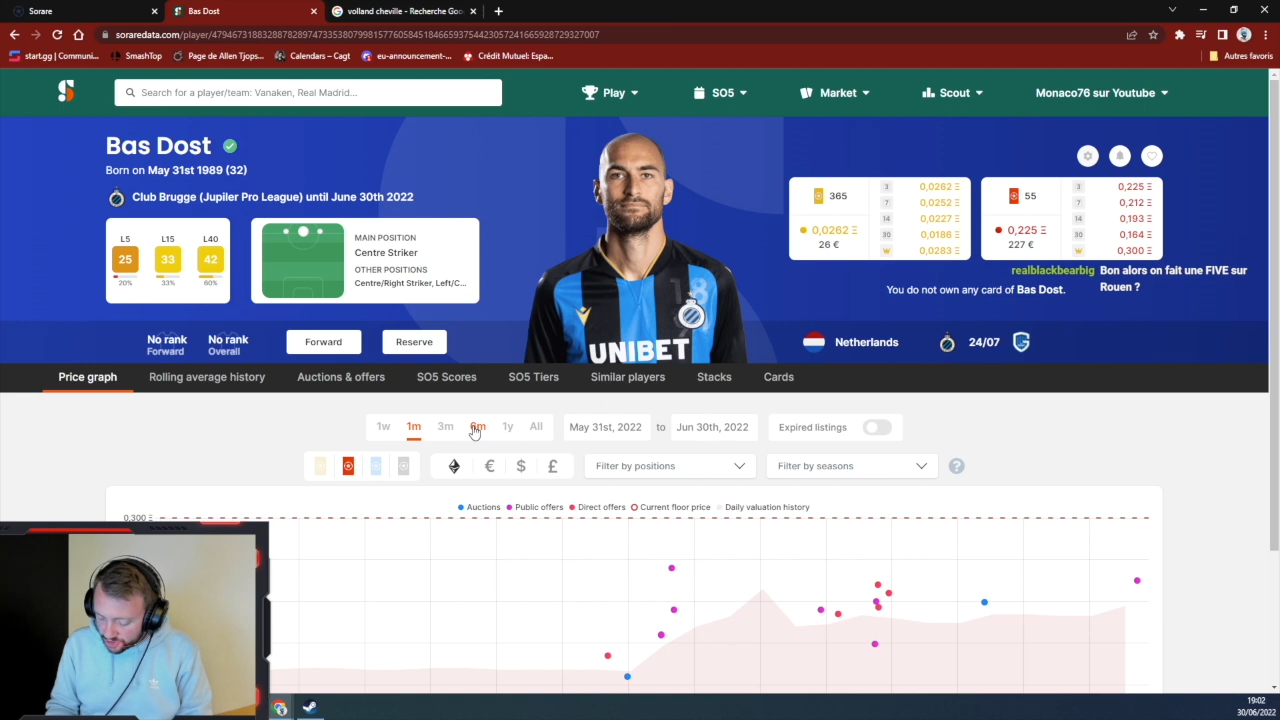 Sorare
Bas Dost
volland cheville - Recherche Goo
soraredata.com/player/47946731883288782897473353807998157760584518466593754423057241665928729327007
start.gg | Communi...
SmashTop
Page de Allen Tjops...
Calendars – Cagt
eu-announcement-...
Crédit Mutuel: Espa...
Autres favoris
Search for a player/team: Vanaken, Real Madrid...
Play
SO5
Market
Scout
Monaco76 sur Youtube
Bas Dost
Born on May 31st 1989 (32)
Club Brugge (Jupiler Pro League) until June 30th 2022
L5
L15
L40
25
33
42
20%
33%
60%
MAIN POSITION
Centre Striker
OTHER POSITIONS
Centre/Right Striker, Left/C...
365
0,0262 Ξ
26 €
3 0,0262 Ξ
7 0,0252 Ξ
14 0,0227 Ξ
30 0,0186 Ξ
0,0283 Ξ
55
0,225 Ξ
227 €
3 0,225 Ξ
7 0,212 Ξ
14 0,193 Ξ
30 0,164 Ξ
0,300 Ξ
realblackbearbig Bon alors on fait une FIVE sur
Rouen ?
You do not own any card of Bas Dost.
No rank
Forward
No rank
Overall
Forward
Reserve
UNIBET
Netherlands
24/07
Price graph
Rolling average history
Auctions & offers
SO5 Scores
SO5 Tiers
Similar players
Stacks
Cards
1w
1m
3m
6m
1y
All
May 31st, 2022
to
Jun 30th, 2022
Expired listings
€
$
£
Filter by positions
Filter by seasons
?
Auctions
Public offers
Direct offers
Current floor price
Daily valuation history
0,300 Ξ
19:02
30/06/2022